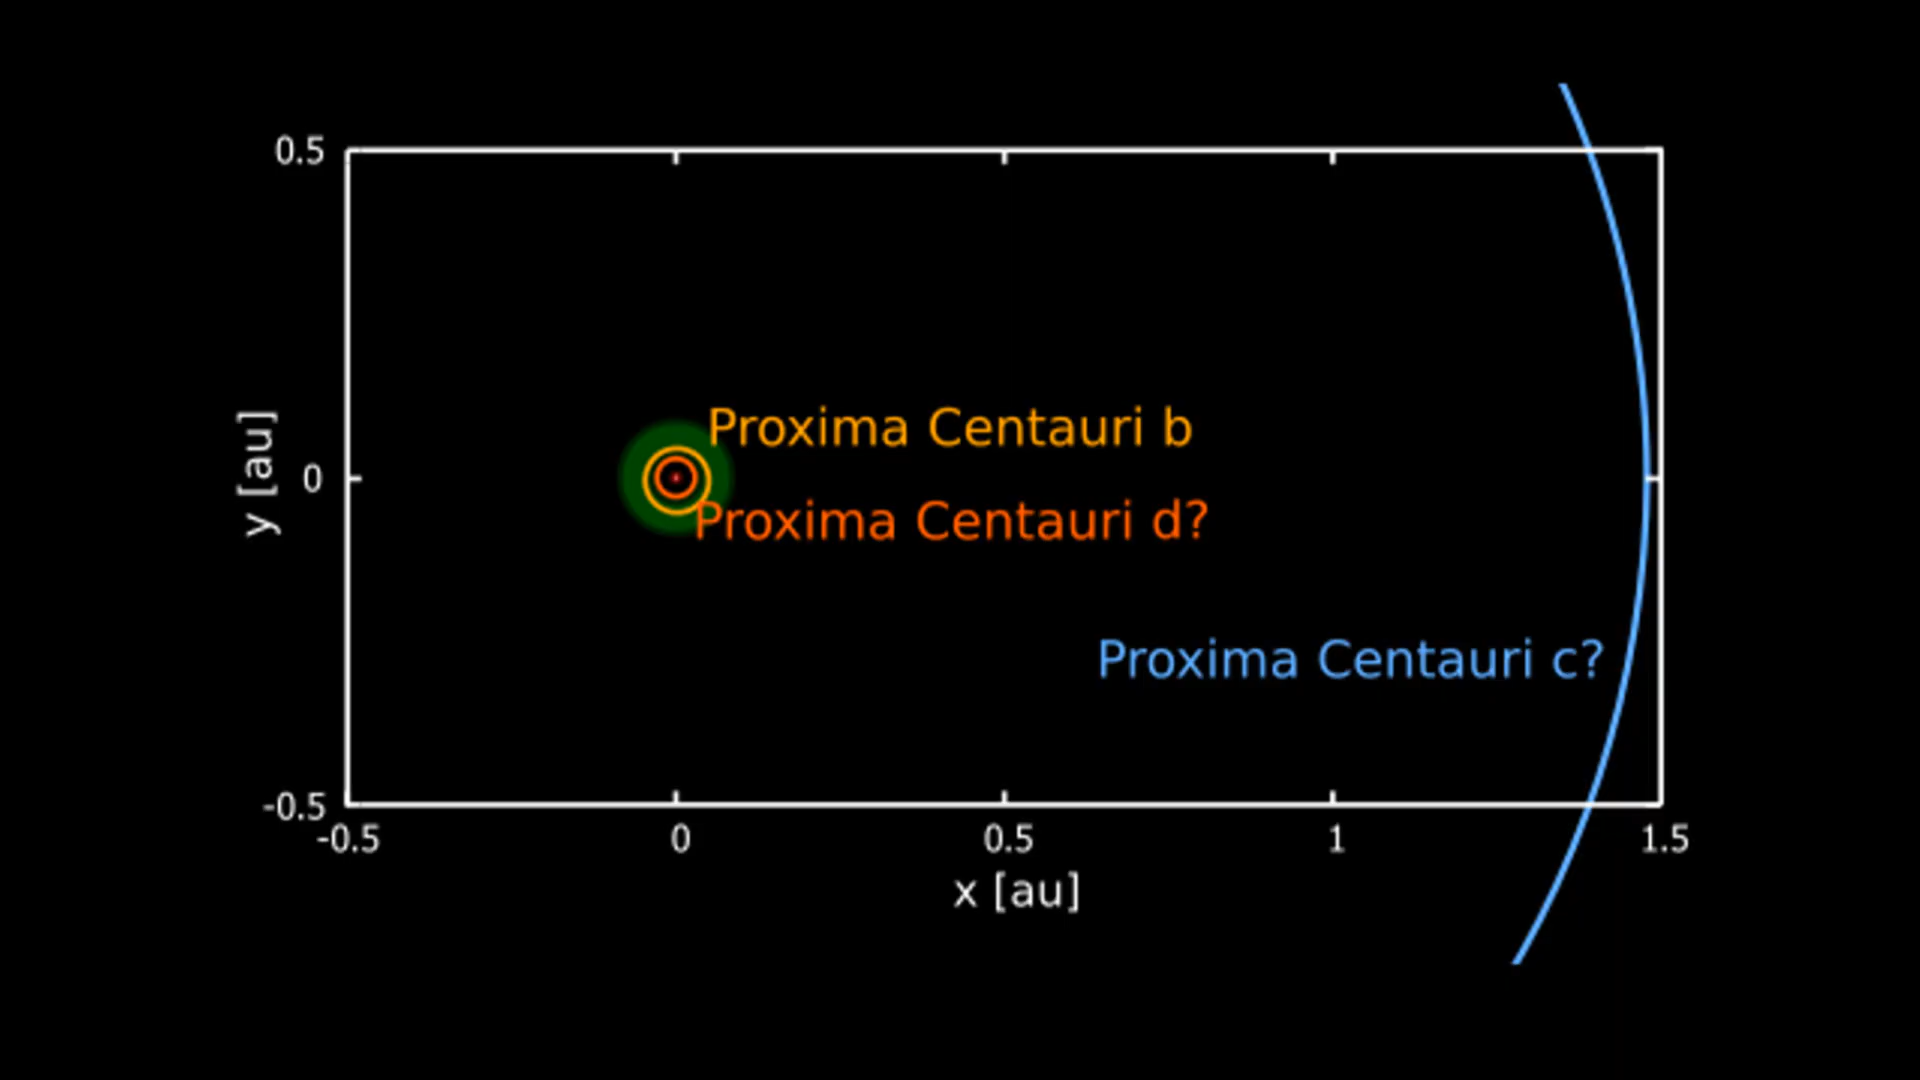 0.5
Proxima Centauri b
y [au]
0
Proxima Centauri d?
Proxima Centauri c?
-0.5
-0.5 0 0.5 1 1.5
x [au]